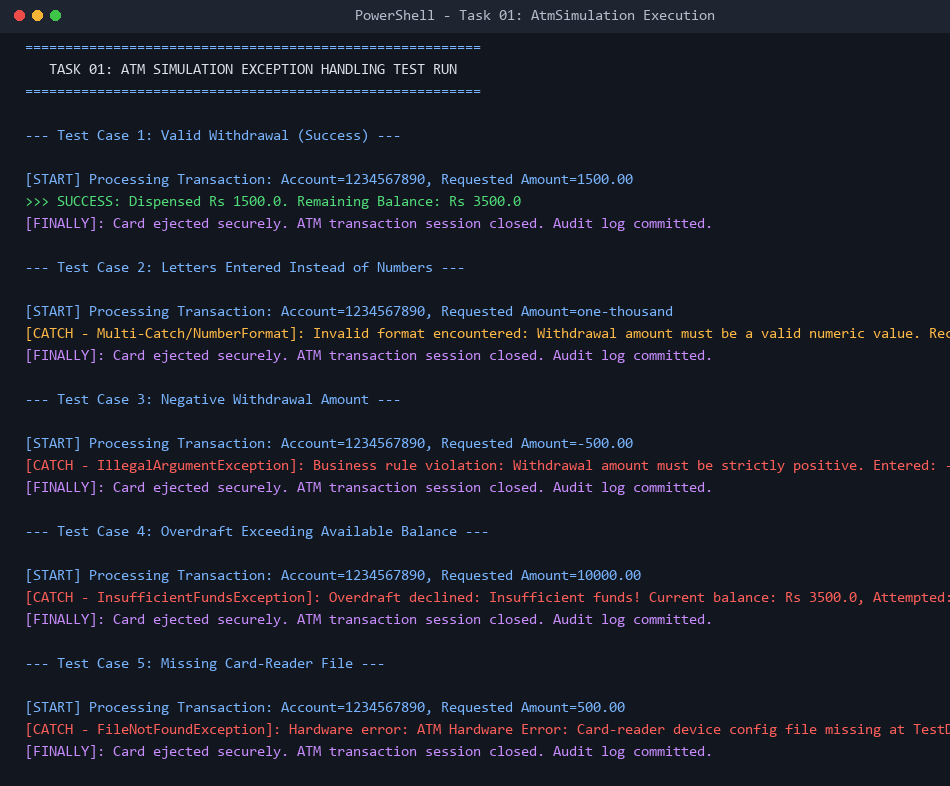 PowerShell - Task 01: AtmSimulation Execution
=========================================================
TASK 01: ATM SIMULATION EXCEPTION HANDLING TEST RUN
=========================================================
--- Test Case 1: Valid Withdrawal (Success) ---
[START] Processing Transaction: Account=1234567890, Requested Amount=1500.00
>>> SUCCESS: Dispensed Rs 1500.0. Remaining Balance: Rs 3500.0
[FINALLY]: Card ejected securely. ATM transaction session closed. Audit log committed.
--- Test Case 2: Letters Entered Instead of Numbers ---
[START] Processing Transaction: Account=1234567890, Requested Amount=one-thousand
[CATCH - Multi-Catch/NumberFormat]: Invalid format encountered: Withdrawal amount must be a valid numeric value. Rec
[FINALLY]: Card ejected securely. ATM transaction session closed. Audit log committed.
--- Test Case 3: Negative Withdrawal Amount ---
[START] Processing Transaction: Account=1234567890, Requested Amount=-500.00
[CATCH - IllegalArgumentException]: Business rule violation: Withdrawal amount must be strictly positive. Entered: -
[FINALLY]: Card ejected securely. ATM transaction session closed. Audit log committed.
--- Test Case 4: Overdraft Exceeding Available Balance ---
[START] Processing Transaction: Account=1234567890, Requested Amount=10000.00
[CATCH - InsufficientFundsException]: Overdraft declined: Insufficient funds! Current balance: Rs 3500.0, Attempted:
[FINALLY]: Card ejected securely. ATM transaction session closed. Audit log committed.
--- Test Case 5: Missing Card-Reader File ---
[START] Processing Transaction: Account=1234567890, Requested Amount=500.00
[CATCH - FileNotFoundException]: Hardware error: ATM Hardware Error: Card-reader device config file missing at TestD
[FINALLY]: Card ejected securely. ATM transaction session closed. Audit log committed.